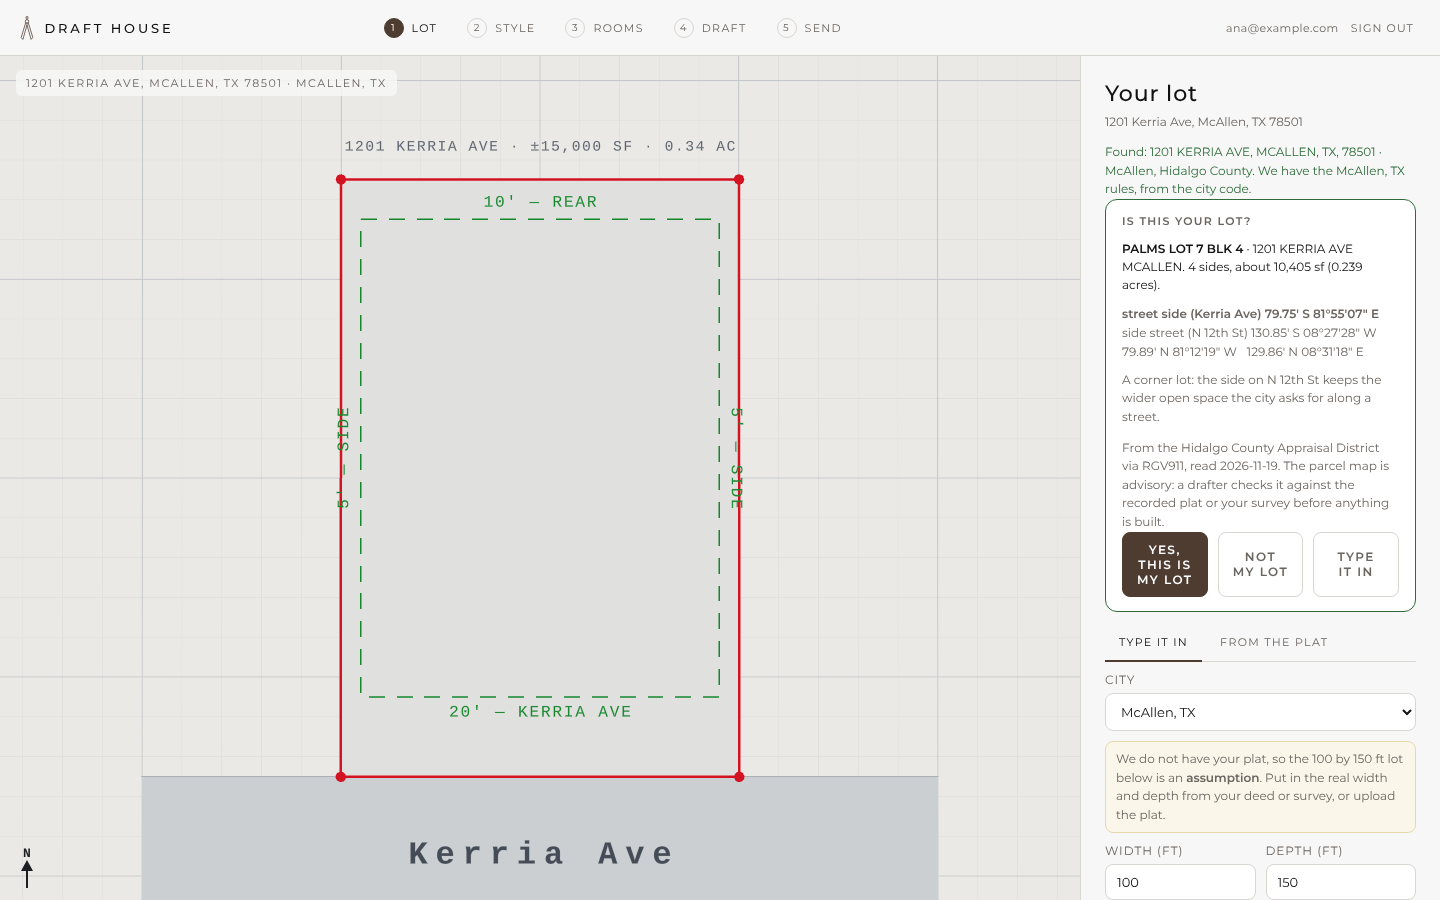 DRAFT HOUSE
1 LOT
2 STYLE
3 ROOMS
4 DRAFT
5 SEND
ana@example.com
SIGN OUT
1201 KERRIA AVE, MCALLEN, TX 78501 · MCALLEN, TX
1201 KERRIA AVE · ±15,000 SF · 0.34 AC
10' — REAR
5' — SIDE
5' — SIDE
20' — KERRIA AVE
Kerria Ave
N
Your lot
1201 Kerria Ave, McAllen, TX 78501
Found: 1201 KERRIA AVE, MCALLEN, TX, 78501 ·
McAllen, Hidalgo County. We have the McAllen, TX
rules, from the city code.
IS THIS YOUR LOT?
PALMS LOT 7 BLK 4 · 1201 KERRIA AVE
MCALLEN. 4 sides, about 10,405 sf (0.239
acres).
street side (Kerria Ave) 79.75' S 81°55'07" E
side street (N 12th St) 130.85' S 08°27'28" W
79.89' N 81°12'19" W 129.86' N 08°31'18" E
A corner lot: the side on N 12th St keeps the
wider open space the city asks for along a
street.
From the Hidalgo County Appraisal District
via RGV911, read 2026-11-19. The parcel map is
advisory: a drafter checks it against the
recorded plat or your survey before anything
is built.
YES,
THIS IS
MY LOT
NOT
MY LOT
TYPE
IT IN
TYPE IT IN
FROM THE PLAT
CITY
McAllen, TX
We do not have your plat, so the 100 by 150 ft lot
below is an assumption. Put in the real width
and depth from your deed or survey, or upload
the plat.
WIDTH (FT)
DEPTH (FT)
100
150